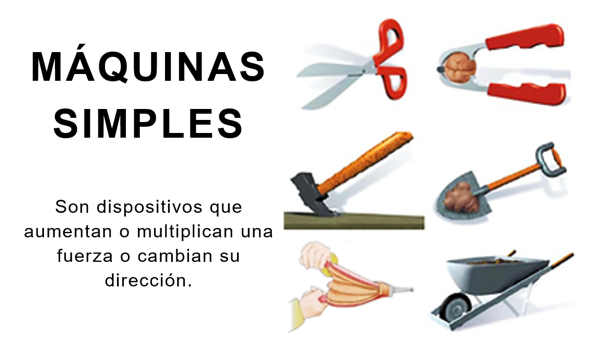 MÁQUINAS
SIMPLES
Son dispositivos que
aumentan o multiplican una
fuerza o cambian su
dirección.